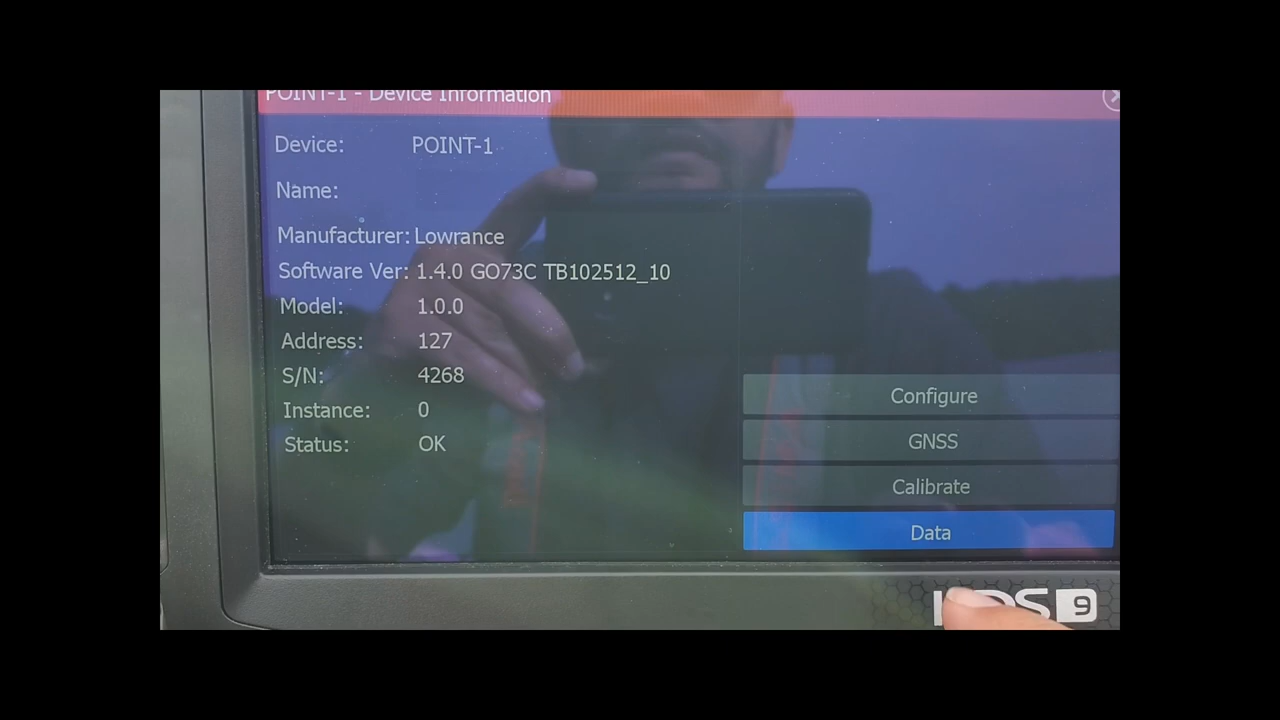 POINT-1 - Device Information
Device: POINT-1
Name:
Manufacturer: Lowrance
Software Ver: 1.4.0 GO73C TB102512_10
Model: 1.0.0
Address: 127
S/N: 4268
Instance: 0
Status: OK
Configure
GNSS
Calibrate
Data
9